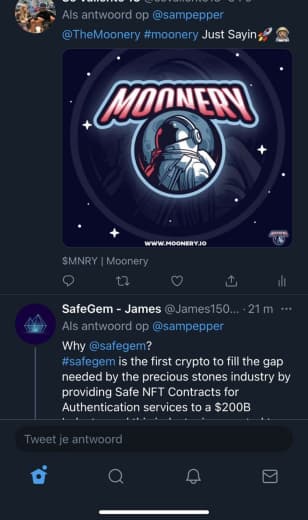 Als antwoord op @sampepper
@TheMoonery #moonery Just Sayin🚀 👨🏼‍🚀
MOONERY
WWW.MOONERY.IO
$MNRY | Moonery
SafeGem - James @James150... · 21 m
Als antwoord op @sampepper
Why @safegem?
#safegem is the first crypto to fill the gap
needed by the precious stones industry by
providing Safe NFT Contracts for
Authentication services to a $200B
Tweet je antwoord